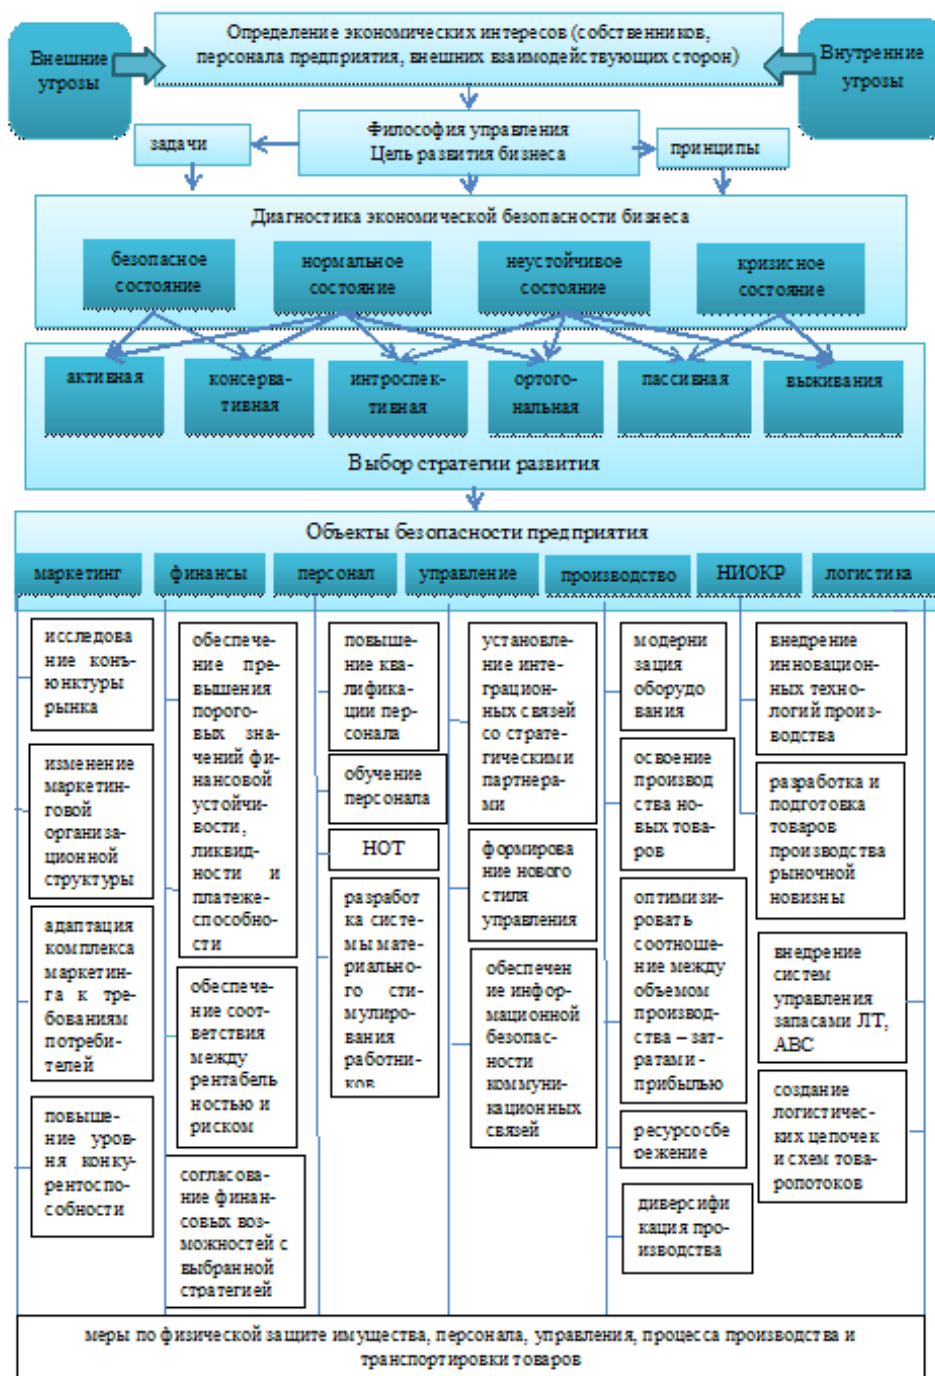 Внешние
угрозы
Определение экономических интересов (собственников,
персонала предприятия, внешних взаимодействующих сторон)
Внутренние
угрозы
задачи
Философия управления
Цель развития бизнеса
принципы
Диагностика экономической безопасности бизнеса
безопасное
состояние
нормальное
состояние
неустойчивое
состояние
кризисное
состояние
активная
консерва-
тивная
интроспек-
тивная
ортого-
нальная
пассивная
выживания
Выбор стратегии развития
Объекты безопасности предприятия
маркетинг
финансы
персонал
управление
производство
НИОКР
логистика
исследова
ние конъ-
юнктуры
рынка
изменение
маркетин-
говой
организа-
ционной
структуры
адаптация
комплекса
маркетин-
га к тре-
бованиям
потреби-
телей
повыше-
ние уров-
ня конку-
рентоспо-
собности
обеспечение
ние пре-
вышения
порого-
вых зна-
чений фи-
нансовой
устойчи-
вости,
ликвид-
ности и
платеже-
способно-
сти
обеспече
ние соот-
ветствия
между
рентабель
ностью и
риском
согласова
ние финан-
совых воз-
можностей с
выбранной
стратегией
повыше-
ние ква-
лифика-
ции пер-
сонала
обучение
персонала
НОТ
разработ
ка систе-
мы мате-
риально-
го сти-
мулирова
вания
работни-
ков
установле
ние инте-
грацион-
ных связей
со страте-
гическими
партнера-
ми
формирова
ние нового
стиля
управления
обеспечен
ие инфор-
мационной
безопас-
ности
коммуни-
кационных
связей
модерни
зация
оборудо
вания
освоение
производ
ства но-
вых това-
ров
оптимизи-
ровать
соотноше-
ние между
объемом
производ-
ства – зат-
ратами -
прибылью
ресурсосбе
режение
диверсифи
кация про-
изводства
внедрение
инновацион-
ных техно-
логий произ-
водства
разработка и
подготовка
товаров
производства
рыночной
новизны
внедрение
систем
управления
запасами ЛТ,
АВС
создание
логистичес-
ких цепочек
и схем това-
ропотоков
меры по физической защите имущества, персонала, управления, процесса производства и
транспортировки товаров